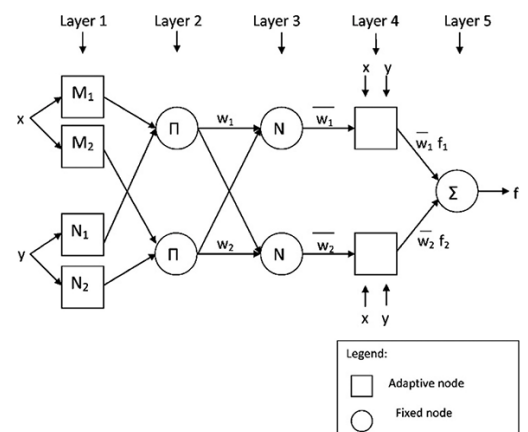 Layer 1 Layer 2 Layer 3 Layer 4 Layer 5
x y
M₁
x
M₂
Π w₁ N w̅₁
w̅₁ f₁
Σ f
N₁
y
N₂
Π w₂ N w̅₂
w̅₂ f₂
x y
Legend:
Adaptive node
Fixed node